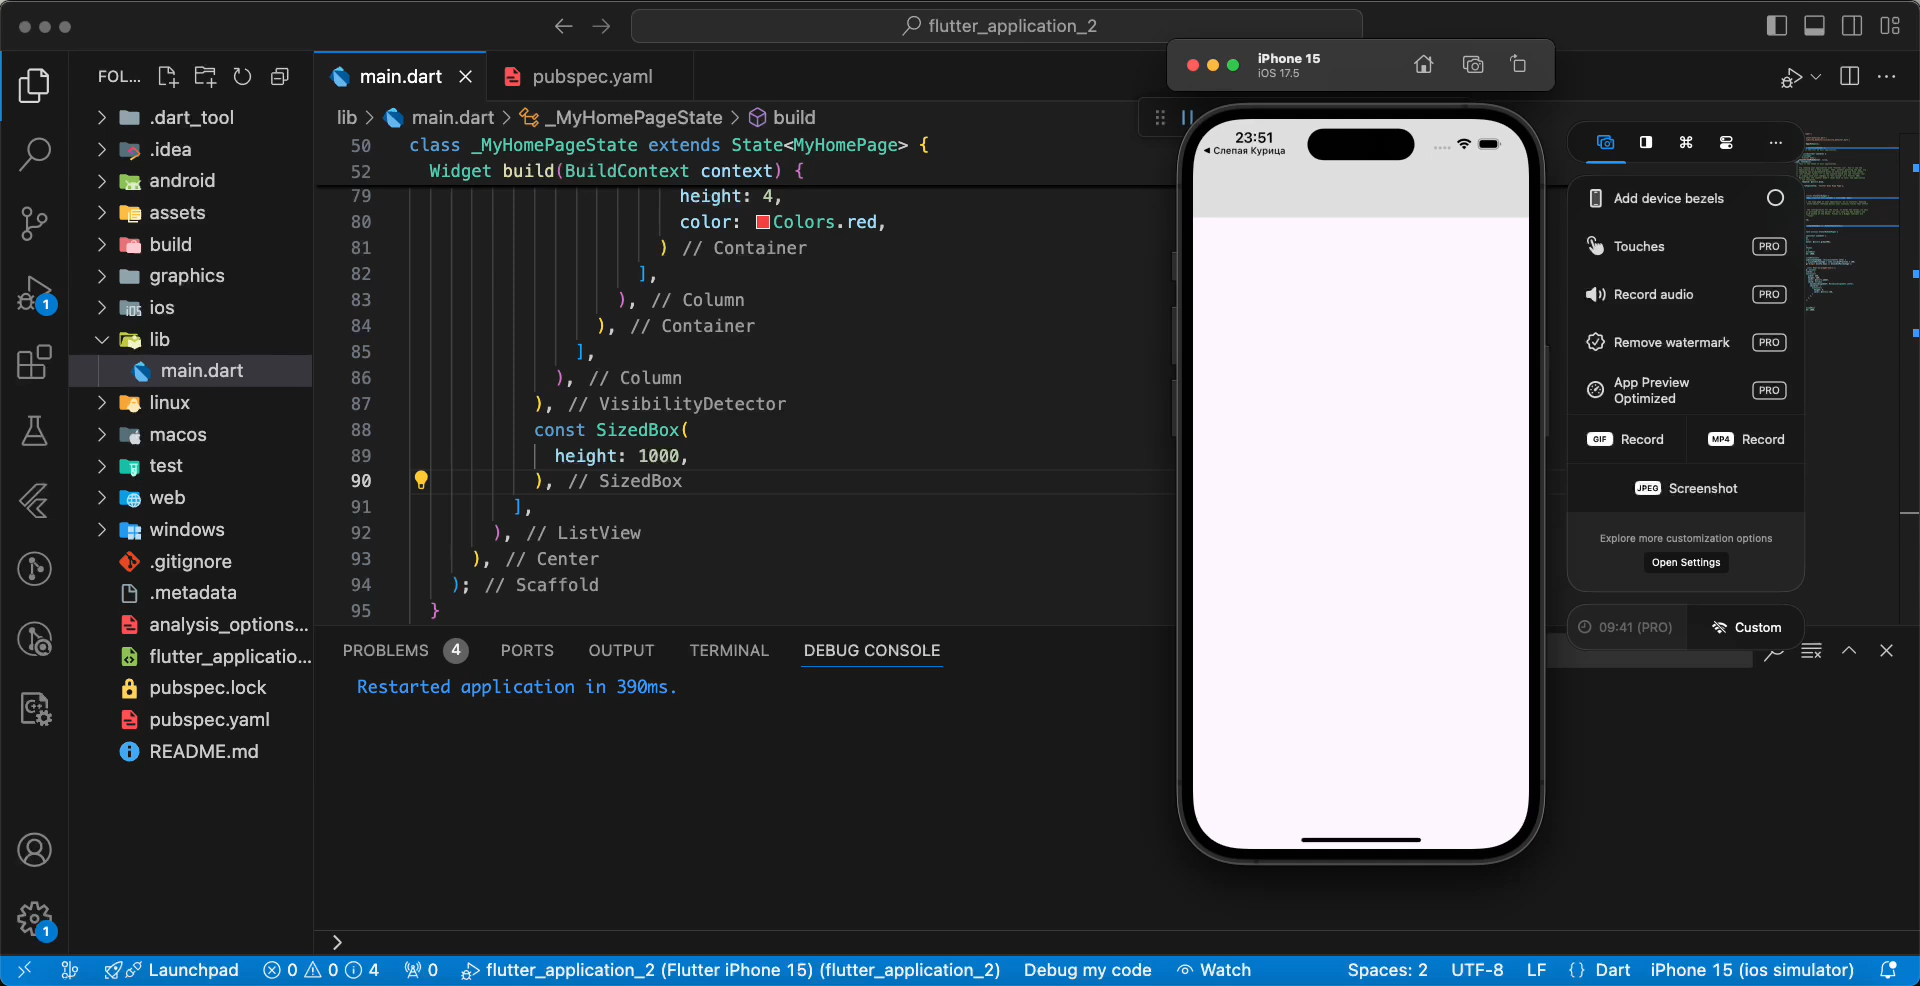 flutter_application_2
FOL...
main.dart
pubspec.yaml
iPhone 15
iOS 17.5
lib > main.dart > _MyHomePageState > build
.dart_tool
.idea
android
assets
build
graphics
ios
lib
main.dart
linux
macos
test
web
windows
.gitignore
.metadata
analysis_options...
flutter_applicatio...
pubspec.lock
pubspec.yaml
README.md
1
1
50 class _MyHomePageState extends State<MyHomePage> {
52 Widget build(BuildContext context) {
79 height: 4,
80 color: Colors.red,
81 ) // Container
82 ],
83 ), // Column
84 ), // Container
85 ],
86 ), // Column
87 ), // VisibilityDetector
88 const SizedBox(
89 height: 1000,
90 ), // SizedBox
91 ],
92 ), // ListView
93 ), // Center
94 ); // Scaffold
95 }
PROBLEMS 4 PORTS OUTPUT TERMINAL DEBUG CONSOLE
Restarted application in 390ms.
23:51
◀ Слепая Курица
Add device bezels
Touches PRO
Record audio PRO
Remove watermark PRO
App Preview
Optimized PRO
GIF Record
MP4 Record
JPEG Screenshot
Explore more customization options
Open Settings
09:41 (PRO)
Custom
Launchpad 0 0 4 0 flutter_application_2 (Flutter iPhone 15) (flutter_application_2) Debug my code Watch Spaces: 2 UTF-8 LF {} Dart iPhone 15 (ios simulator)